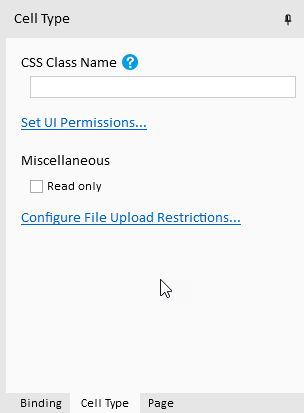 Cell Type
CSS Class Name ?
Set UI Permissions...
Miscellaneous
Read only
Configure File Upload Restrictions...
Binding Cell Type Page